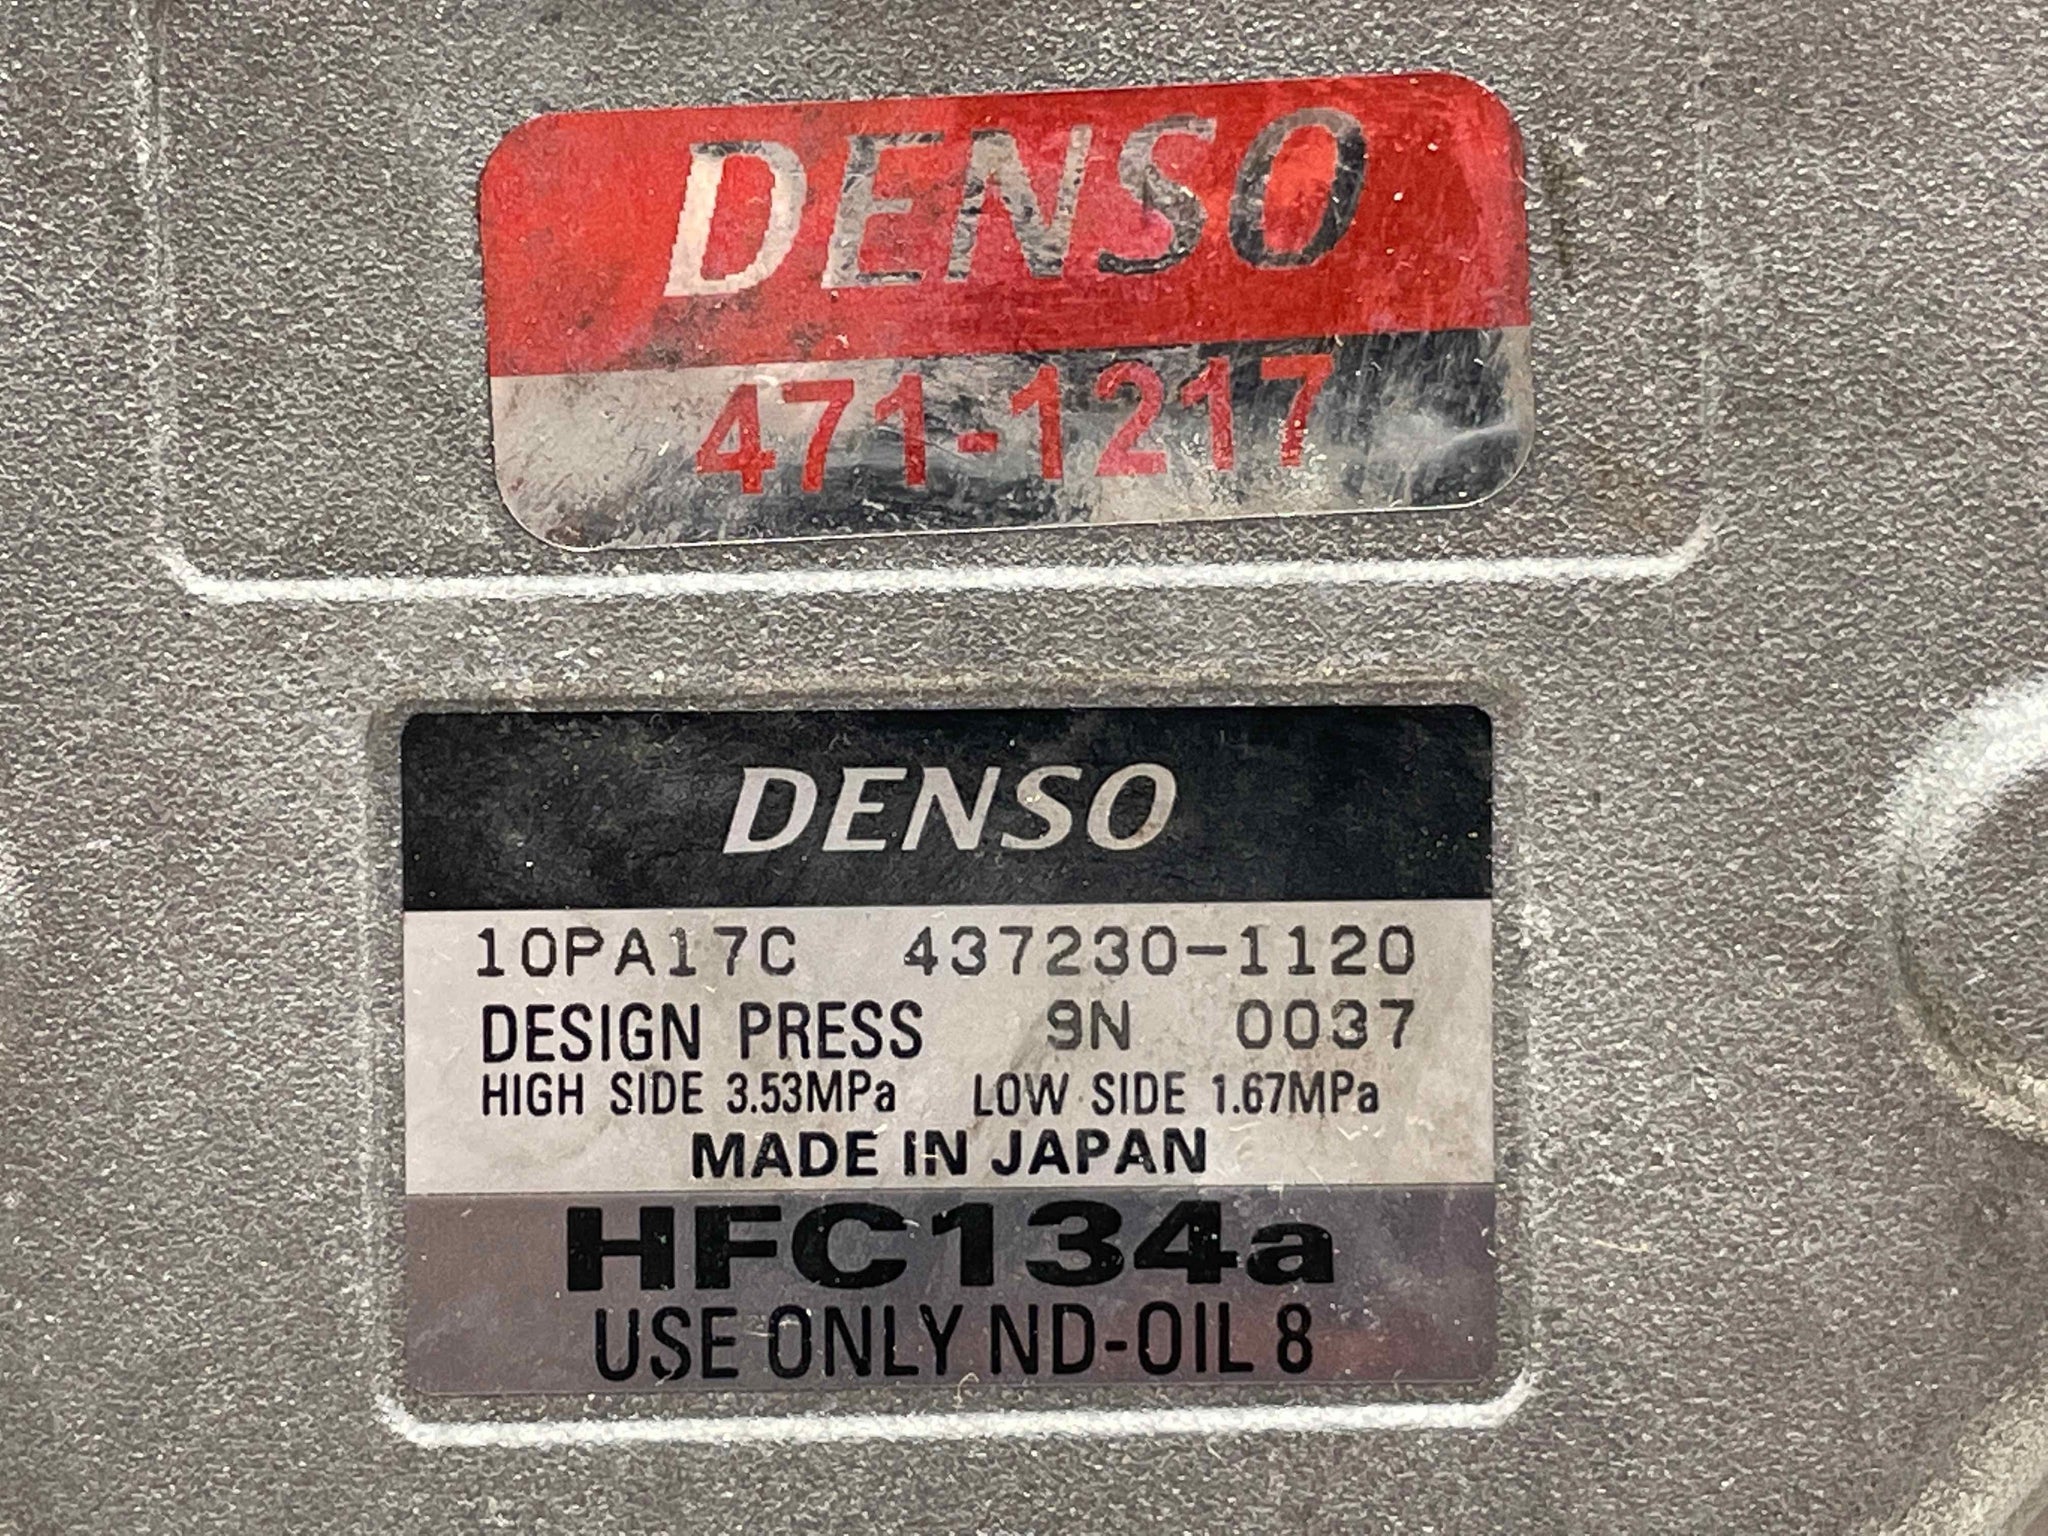 DENSO
471-1217
DENSO
10PA17C 437230-1120
DESIGN PRESS 9N 0037
HIGH SIDE 3.53MPa LOW SIDE 1.67MPa
MADE IN JAPAN
HFC134a
USE ONLY ND-OIL 8